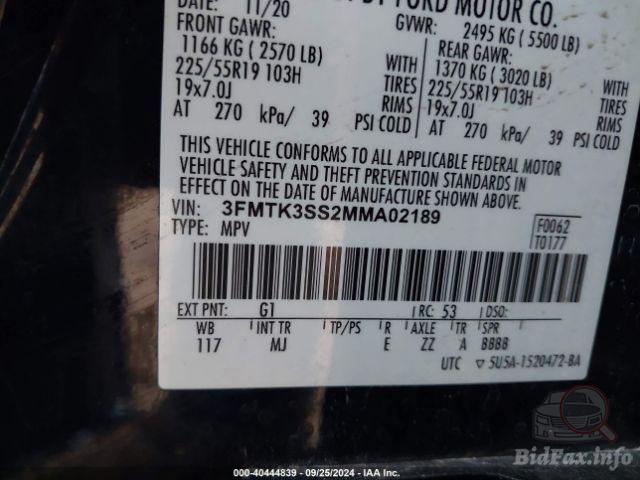 DATE: 11/20 BY FORD MOTOR CO.
FRONT GAWR: GVWR: 2495 KG ( 5500 LB)
1166 KG ( 2570 LB) WITH REAR GAWR: WITH
225/55R19 103H TIRES 1370 KG ( 3020 LB) TIRES
19x7.0J RIMS 225/55R19 103H RIMS
AT 270 kPa/ 39 PSI COLD 19x7.0J
AT 270 kPa/ 39 PSI COLD
THIS VEHICLE CONFORMS TO ALL APPLICABLE FEDERAL MOTOR
VEHICLE SAFETY AND THEFT PREVENTION STANDARDS IN
EFFECT ON THE DATE OF MANUFACTURE SHOWN ABOVE.
VIN: 3FMTK3SS2MMA02189 F0062
TYPE: MPV T0177
EXT PNT: G1 RC: 53 DSO:
WB INT TR TP/PS R AXLE TR SPR
117 MJ E ZZ A BBBB
UTC ▽ 5U5A-1520472-BA
BidFax.info
000-40444839 - 09/25/2024 - IAA Inc.